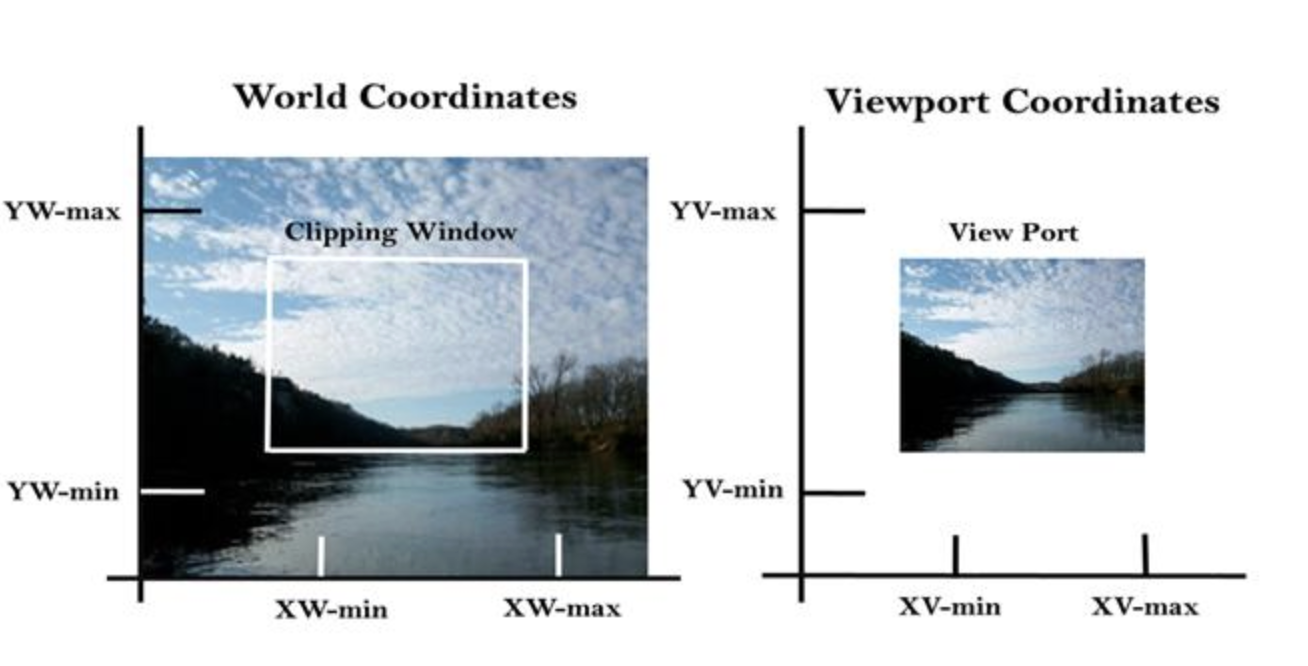 World Coordinates
YW-max
Clipping Window
YW-min
XW-min
XW-max
Viewport Coordinates
YV-max
View Port
YV-min
XV-min
XV-max